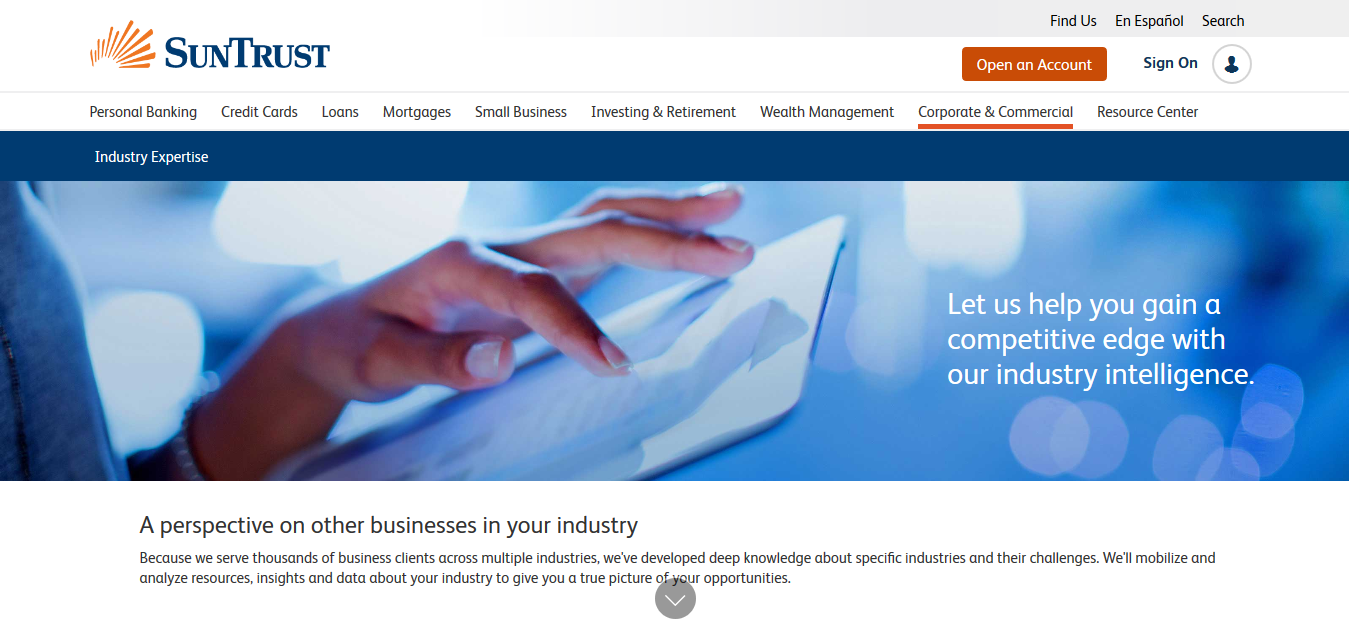 Find Us En Español Search
SUNTRUST
Open an Account Sign On
Personal Banking Credit Cards Loans Mortgages Small Business Investing & Retirement Wealth Management Corporate & Commercial Resource Center
Industry Expertise
Let us help you gain a
competitive edge with
our industry intelligence.
A perspective on other businesses in your industry
Because we serve thousands of business clients across multiple industries, we've developed deep knowledge about specific industries and their challenges. We'll mobilize and
analyze resources, insights and data about your industry to give you a true picture of your opportunities.